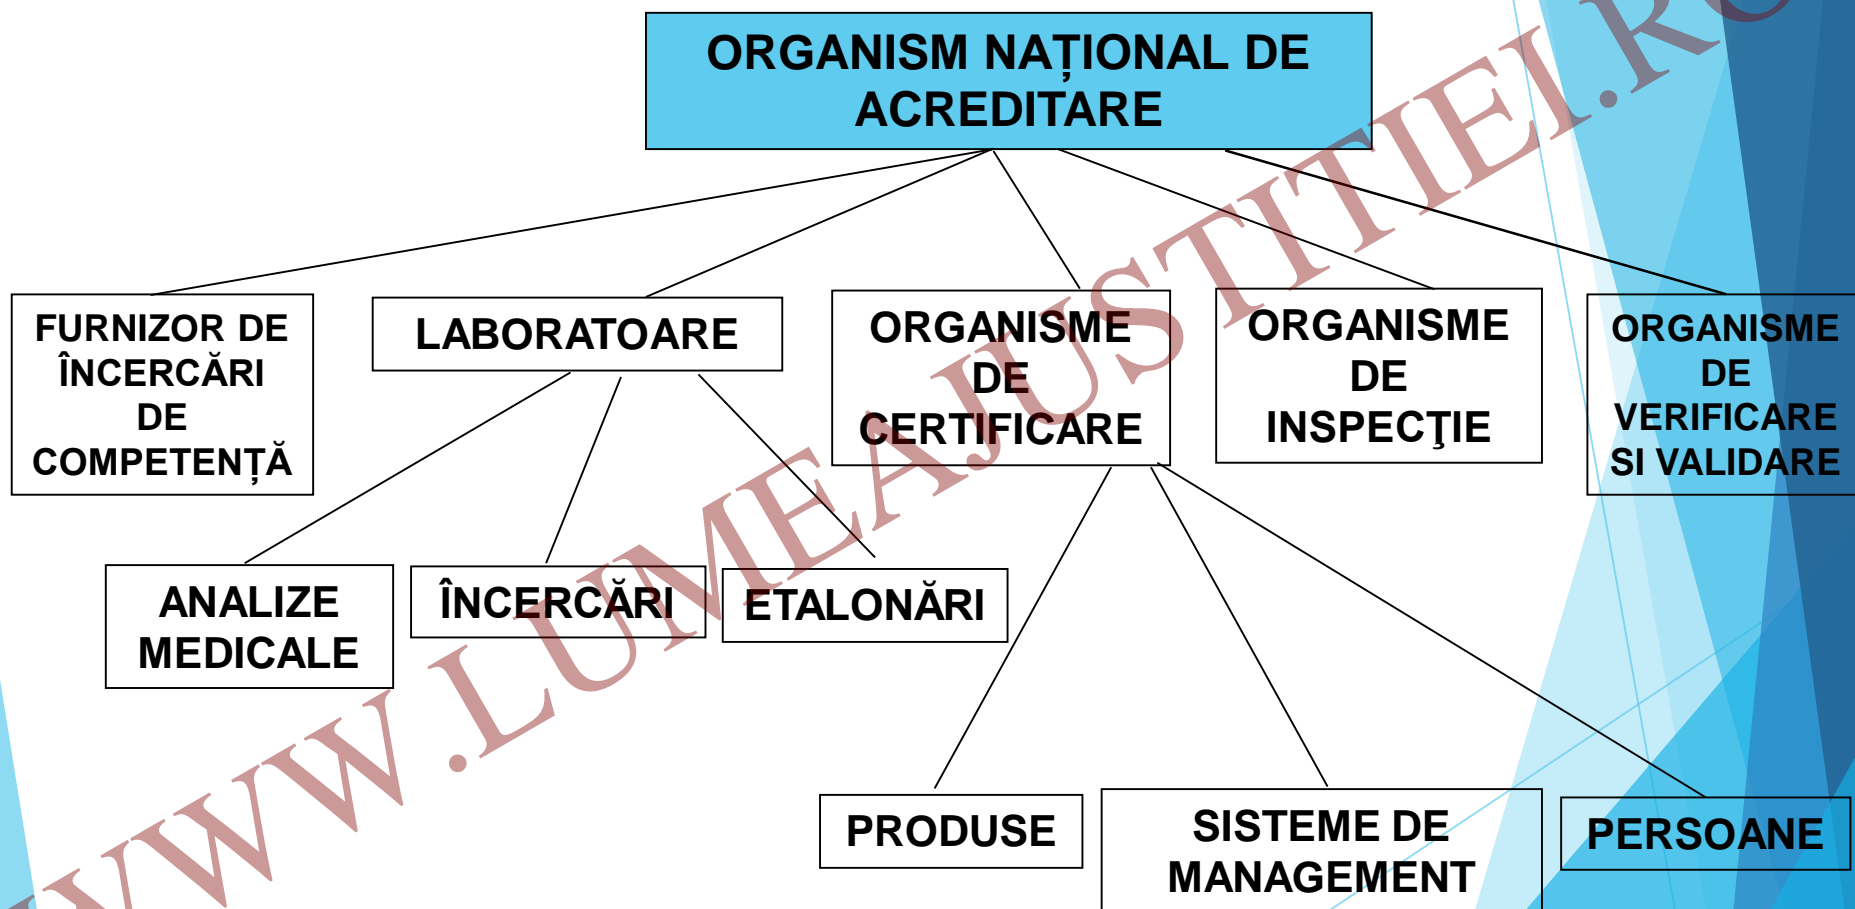 ORGANISM NAȚIONAL DE
ACREDITARE
FURNIZOR DE
ÎNCERCĂRI
DE
COMPETENȚĂ
LABORATOARE
ORGANISME
DE
CERTIFICARE
ORGANISME
DE
INSPECŢIE
ORGANISME
DE
VERIFICARE
SI VALIDARE
ANALIZE
MEDICALE
ÎNCERCĂRI
ETALONĂRI
PRODUSE
SISTEME DE
MANAGEMENT
PERSOANE
WWW.LUMEAJUSTITIEI.RO